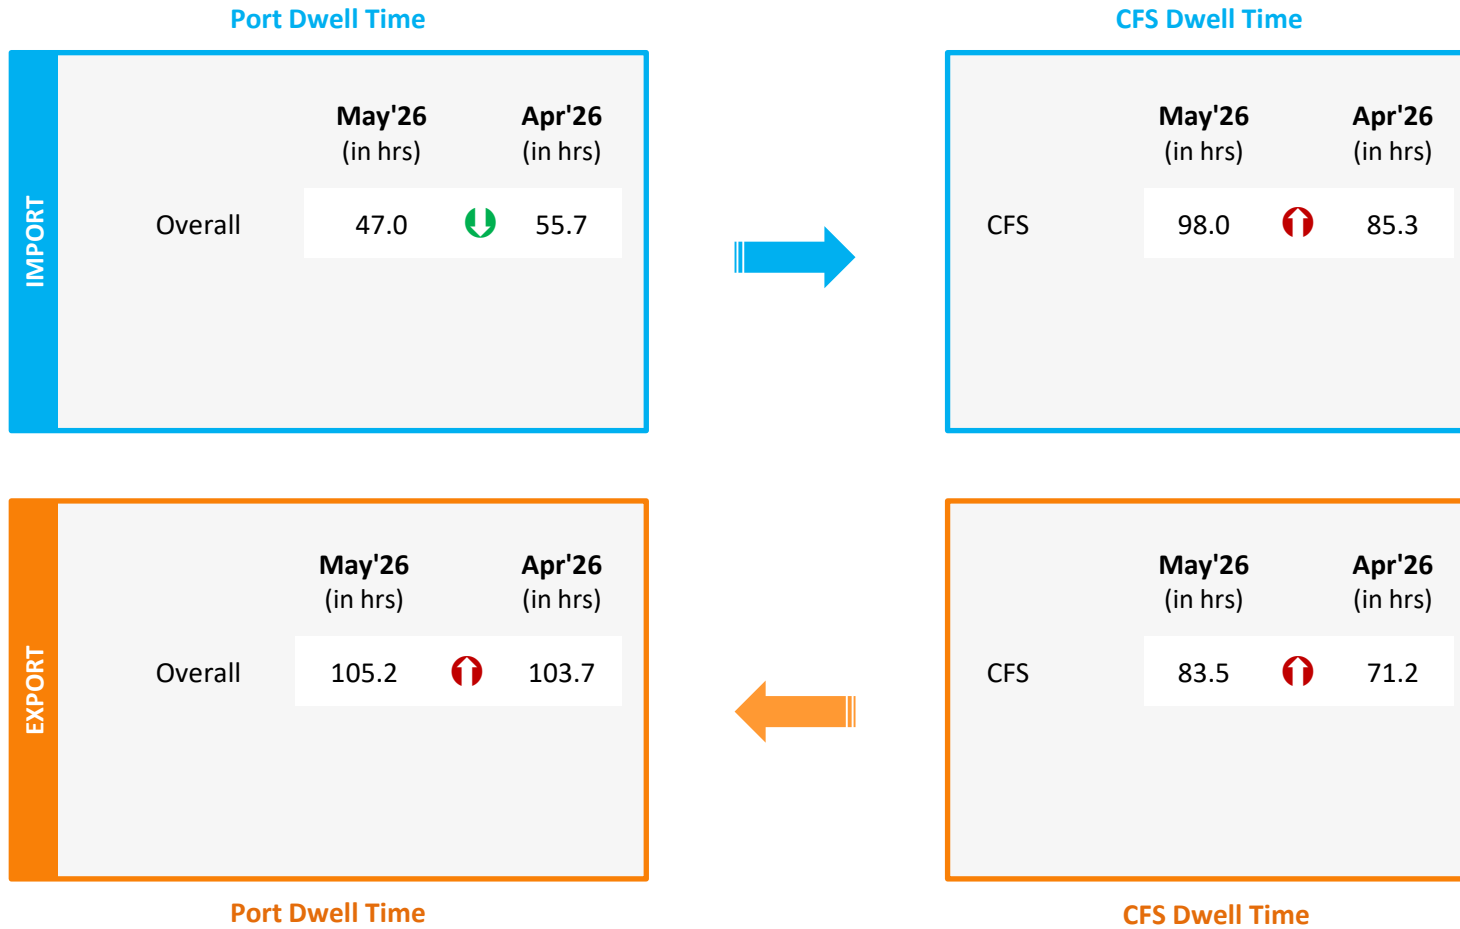 Port Dwell Time
CFS Dwell Time
IMPORT
May'26 Apr'26
(in hrs) (in hrs)
Overall 47.0 55.7
May'26 Apr'26
(in hrs) (in hrs)
CFS 98.0 85.3
EXPORT
May'26 Apr'26
(in hrs) (in hrs)
Overall 105.2 103.7
May'26 Apr'26
(in hrs) (in hrs)
CFS 83.5 71.2
Port Dwell Time
CFS Dwell Time